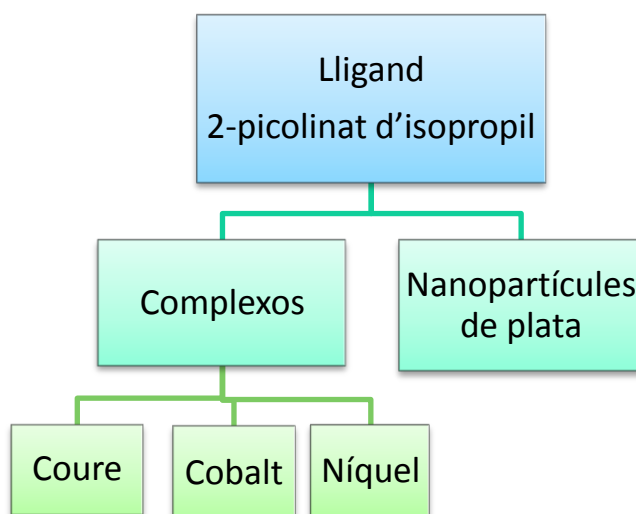 Lligand
2-picolinat d’isopropil
Complexos
Nanopartícules
de plata
Coure
Cobalt
Níquel